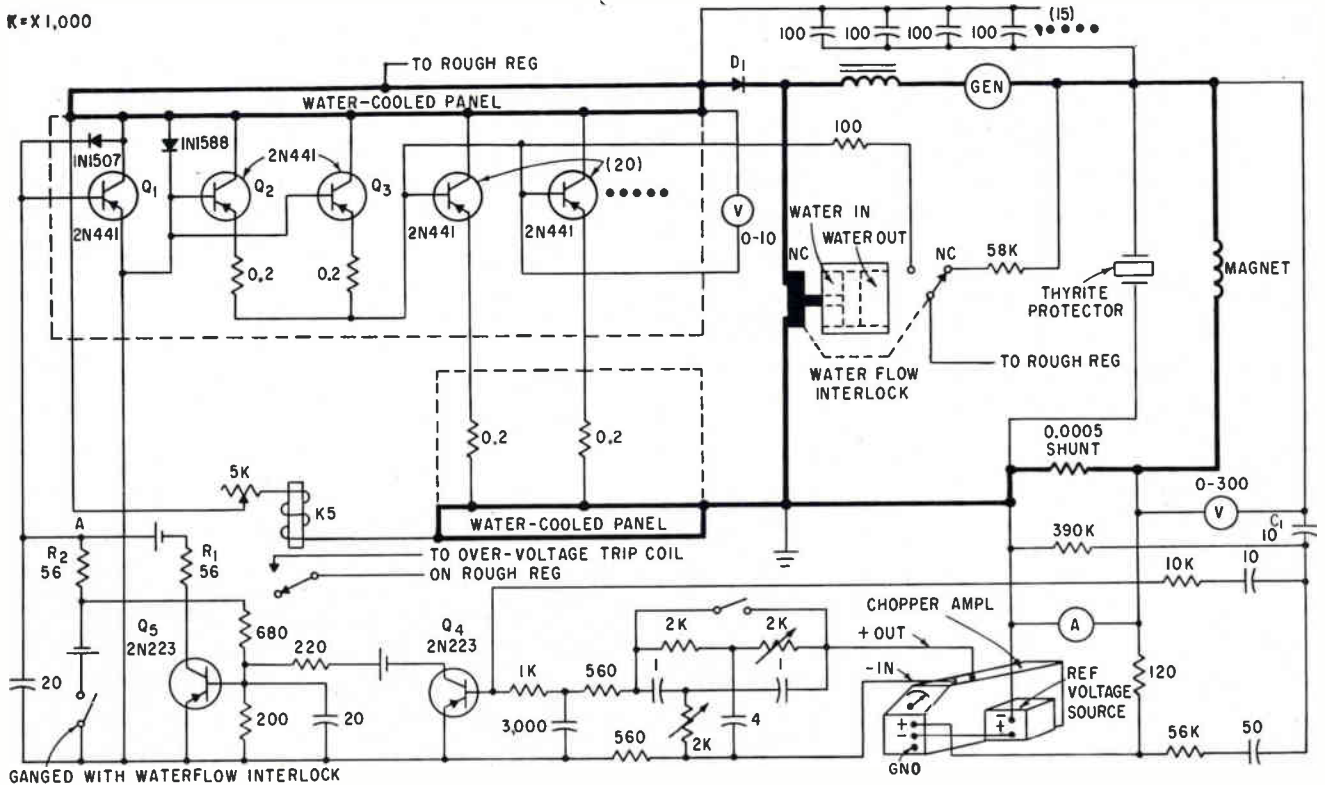 K=X1,000
TO ROUGH REG
WATER-COOLED PANEL
D1
100
100
100
100
(15)
GEN
IN1507
IN1588
2N441
Q1
Q2
Q3
2N441
(20)
2N441
2N441
0.2
0.2
V
0-10
100
WATER IN
WATER OUT
NC
NC
58K
THYRITE
PROTECTOR
MAGNET
TO ROUGH REG
WATER FLOW
INTERLOCK
0.2
0.2
0.0005
SHUNT
0-300
V
C1
10
5K
K5
WATER-COOLED PANEL
390K
A
R2
56
R1
56
TO OVER-VOLTAGE TRIP COIL
ON ROUGH REG
10K
10
CHOPPER AMPL
A
Q5
2N223
680
220
Q4
2N223
1K
560
2K
2K
1
1
+ OUT
-IN
120
REF
VOLTAGE
SOURCE
20
200
20
3,000
560
2K
4
+
-
-
+
GND
56K
50
GANGED WITH WATERFLOW INTERLOCK